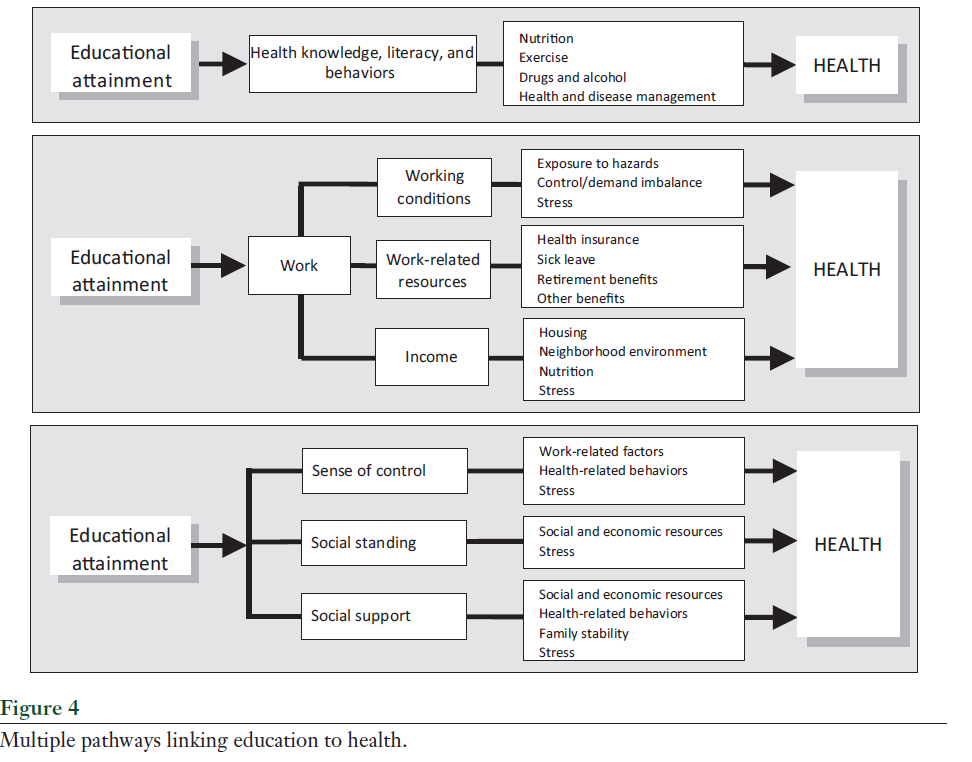 Educational
attainment
Health knowledge, literacy, and
behaviors
Nutrition
Exercise
Drugs and alcohol
Health and disease management
HEALTH
Educational
attainment
Work
Working
conditions
Exposure to hazards
Control/demand imbalance
Stress
Work-related
resources
Health insurance
Sick leave
Retirement benefits
Other benefits
Income
Housing
Neighborhood environment
Nutrition
Stress
HEALTH
Educational
attainment
Sense of control
Work-related factors
Health-related behaviors
Stress
Social standing
Social and economic resources
Stress
Social support
Social and economic resources
Health-related behaviors
Family stability
Stress
HEALTH
Figure 4
Multiple pathways linking education to health.